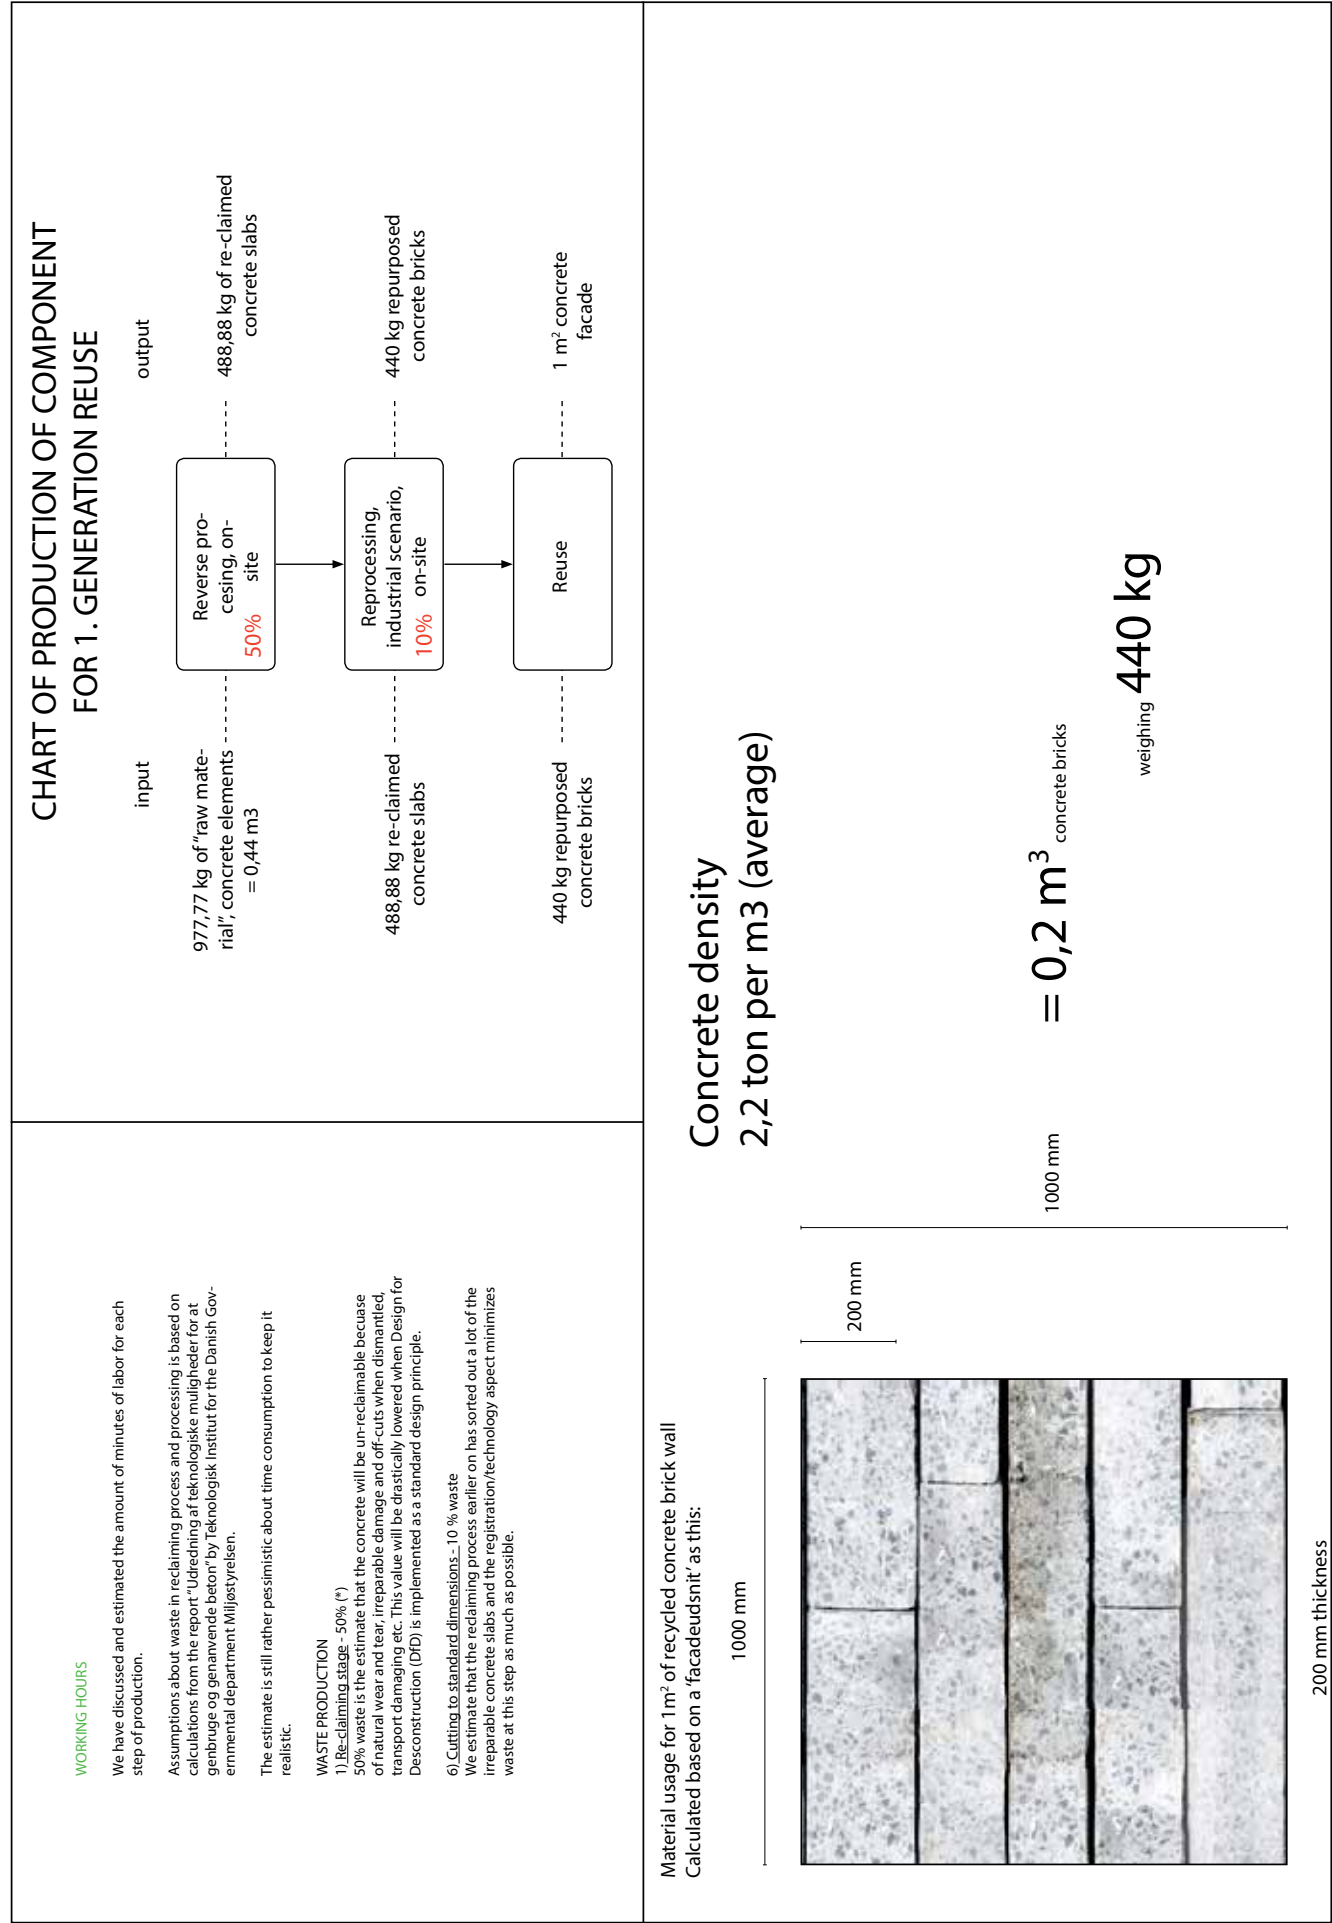 WORKING HOURS
We have discussed and estimated the amount of minutes of labor for each
step of production.
Assumptions about waste in reclaiming process and processing is based on
calculations from the report "Udredning af teknologiske muligheder for at
genbruge og genanvende beton" by Teknologisk Institut for the Danish Gov-
ernmental department Miljøstyrelsen.
The estimate is still rather pessimistic about time consumption to keep it
realistic.
WASTE PRODUCTION
1) Re-claiming stage - 50% (*)
50% waste is the estimate that the concrete will be un-reclaimable becuase
of natural wear and tear, irreparable damage and off-cuts when dismantled,
transport damaging etc. This value will be drastically lowered when Design for
Desconstruction (DfD) is implemented as a standard design principle.
6) Cutting to standard dimensions - 10 % waste
We estimate that the reclaiming process earlier on has sorted out a lot of the
irreparable concrete slabs and the registration/technology aspect minimizes
waste at this step as much as possible.
CHART OF PRODUCTION OF COMPONENT
FOR 1. GENERATION REUSE
input
output
977,77 kg of "raw mate-
rial", concrete elements
= 0,44 m3
Reverse pro-
cesing, on-
50% site
488,88 kg of re-claimed
concrete slabs
488,88 kg re-claimed
concrete slabs
Reprocessing,
industrial scenario,
10% on-site
440 kg repurposed
concrete bricks
440 kg repurposed
concrete bricks
Reuse
1 m² concrete
facade
Material usage for 1m² of recycled concrete brick wall
Calculated based on a 'facadeudsnit' as this:
1000 mm
200 mm
1000 mm
200 mm thickness
Concrete density
2,2 ton per m3 (average)
= 0,2 m³ concrete bricks
weighing 440 kg